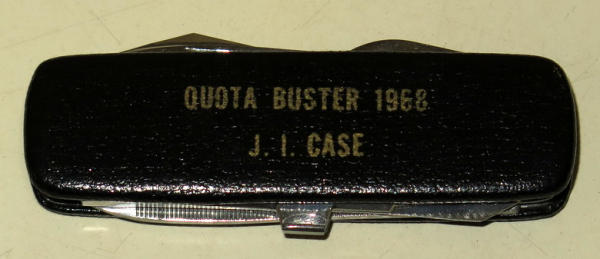 QUOTA BUSTER 1968
J. I. CASE